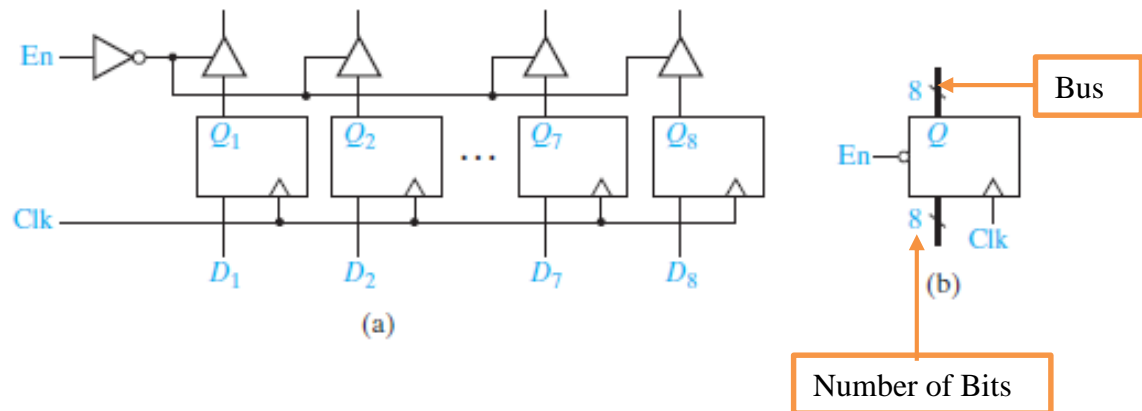 En
Q₁ Q₂ ... Q₇ Q₈
Clk
D₁ D₂ D₇ D₈
(a)
8
Bus
En
Q
8
Clk
(b)
Number of Bits